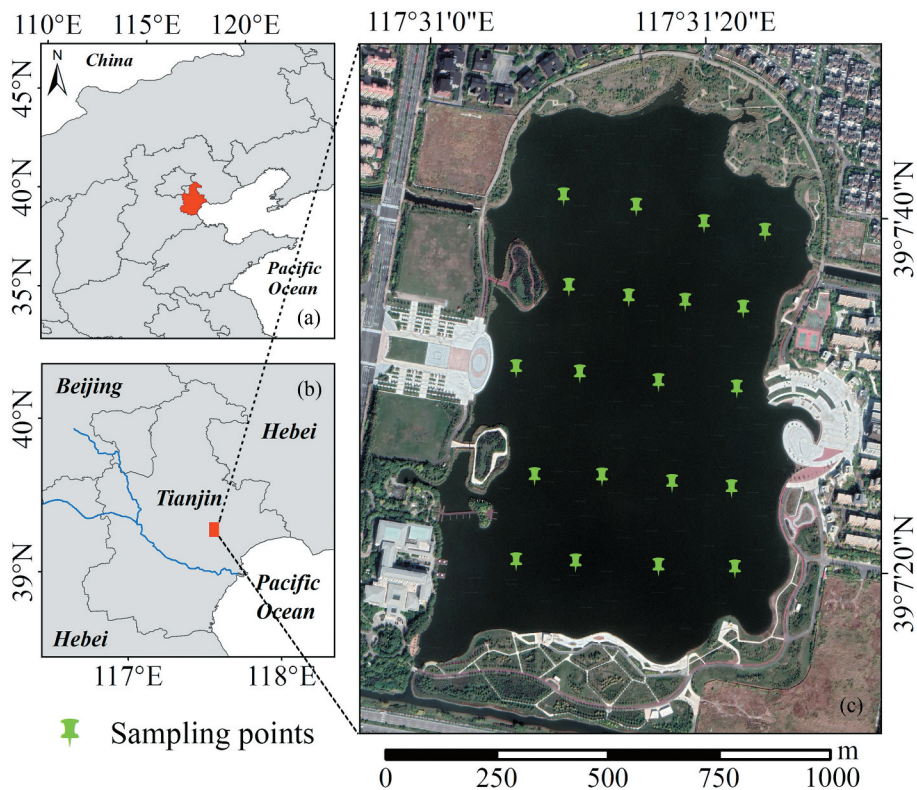 110°E 115°E 120°E
N
China
45°N
40°N
35°N
Pacific
Ocean
(a)
Beijing
(b)
40°N
Hebei
Tianjin
39°N
Pacific
Ocean
Hebei
117°E 118°E
Sampling points
117°31'0"E 117°31'20"E
39°7'40"N
39°7'20"N
(c)
m
0 250 500 750 1000